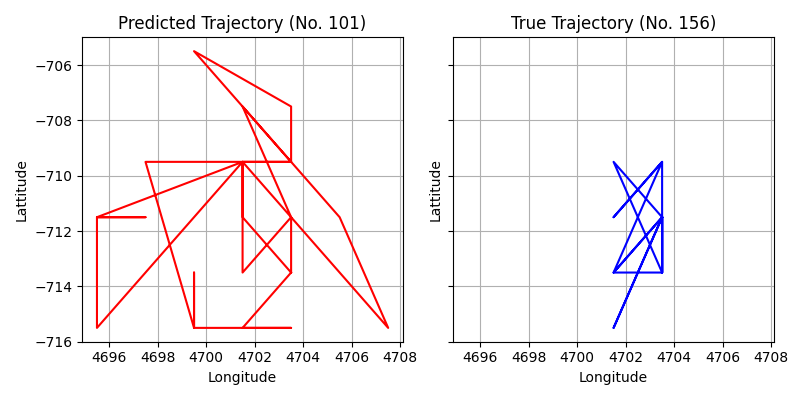 Predicted Trajectory (No. 101)
True Trajectory (No. 156)
Lattitude
−706
−708
−710
−712
−714
−716
4696 4698 4700 4702 4704 4706 4708
Longitude
Lattitude
4696 4698 4700 4702 4704 4706 4708
Longitude